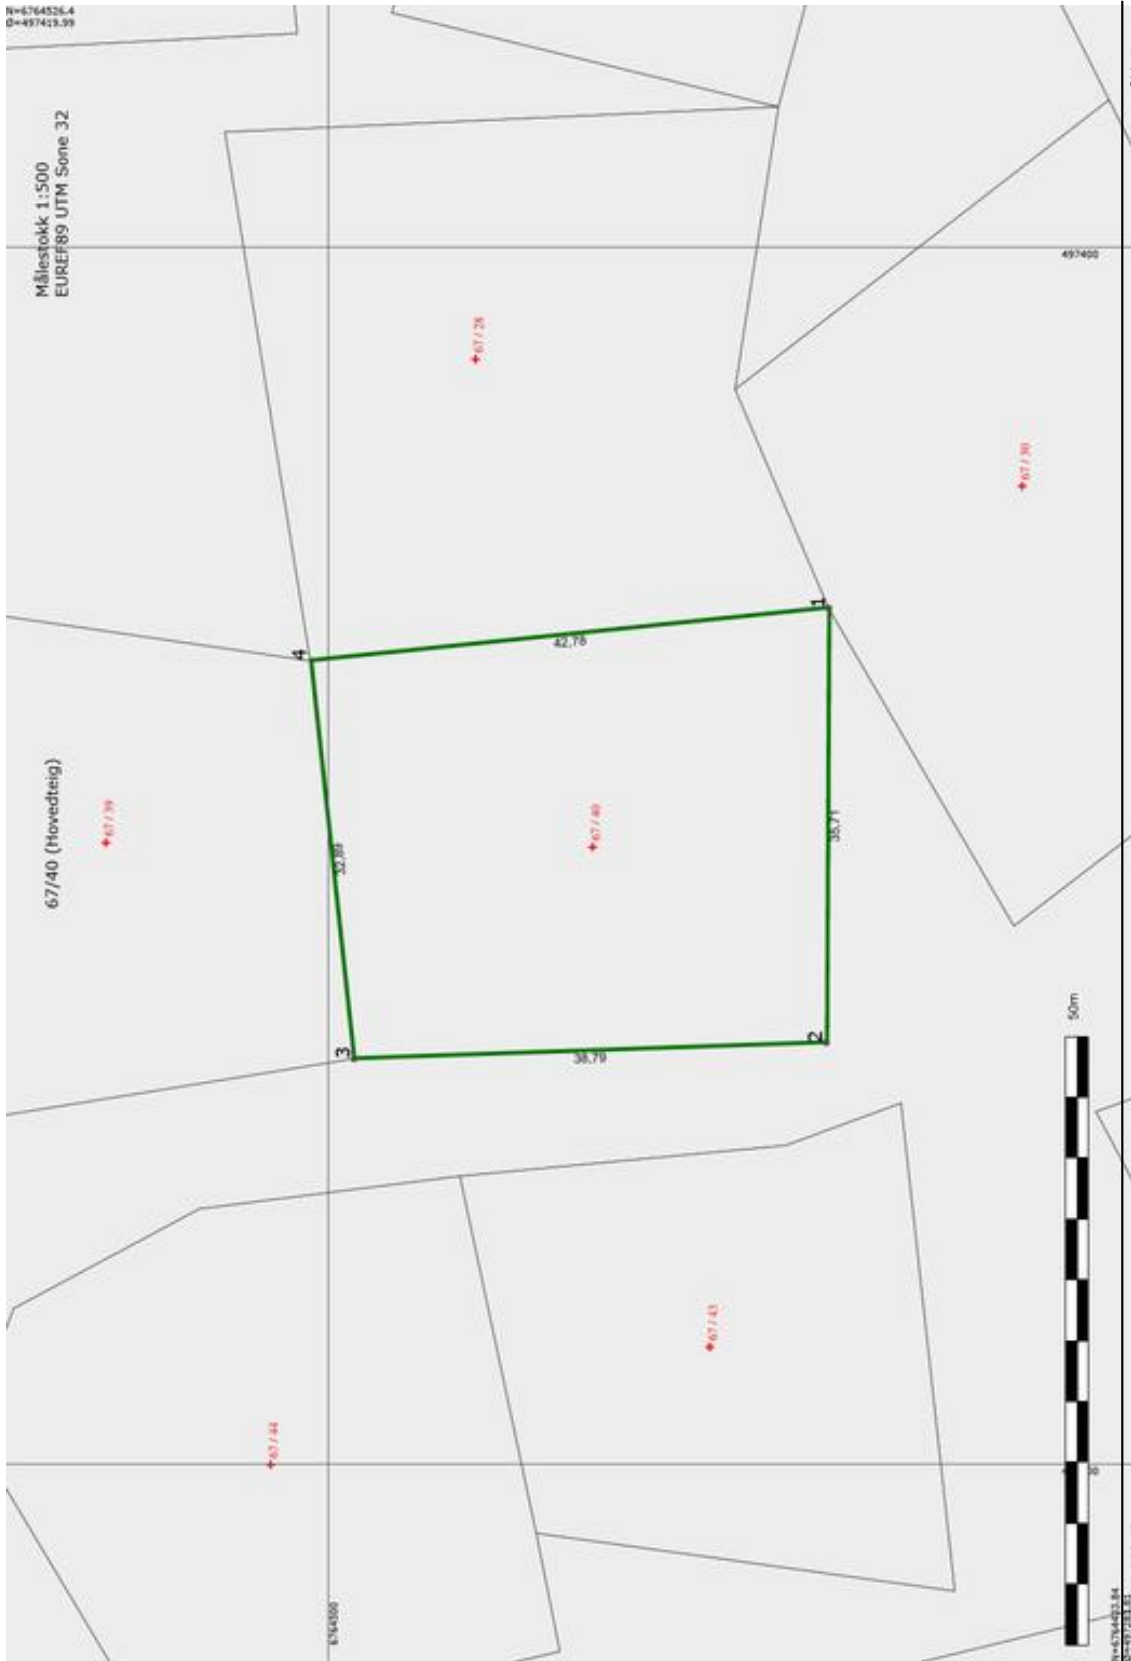 N=6764526.4
Ø=497419.99
Målestokk 1:500
EUREF89 UTM Sone 32
67/40 (Hovedteig)
497400
67 / 28
67 / 30
1
4
42,78
67 / 39
67 / 40
32,89
35,71
3
2
38,79
50m
67 / 43
67 / 44
6764500